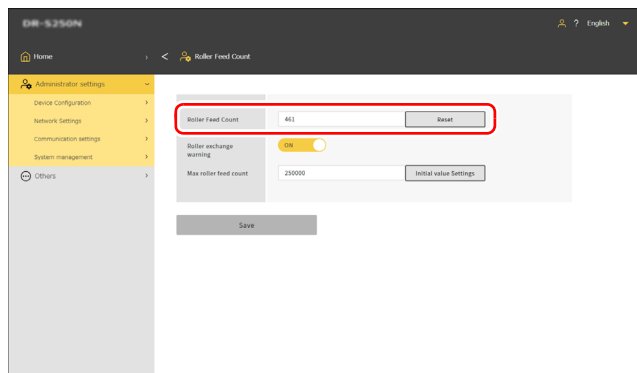 DR-S250N
? English
Home
Roller Feed Count
Administrator settings
Device Configuration
Network Settings
Communication settings
System management
Others
Roller Feed Count 461 Reset
Roller exchange
warning
ON
Max roller feed count 250000 Initial value Settings
Save